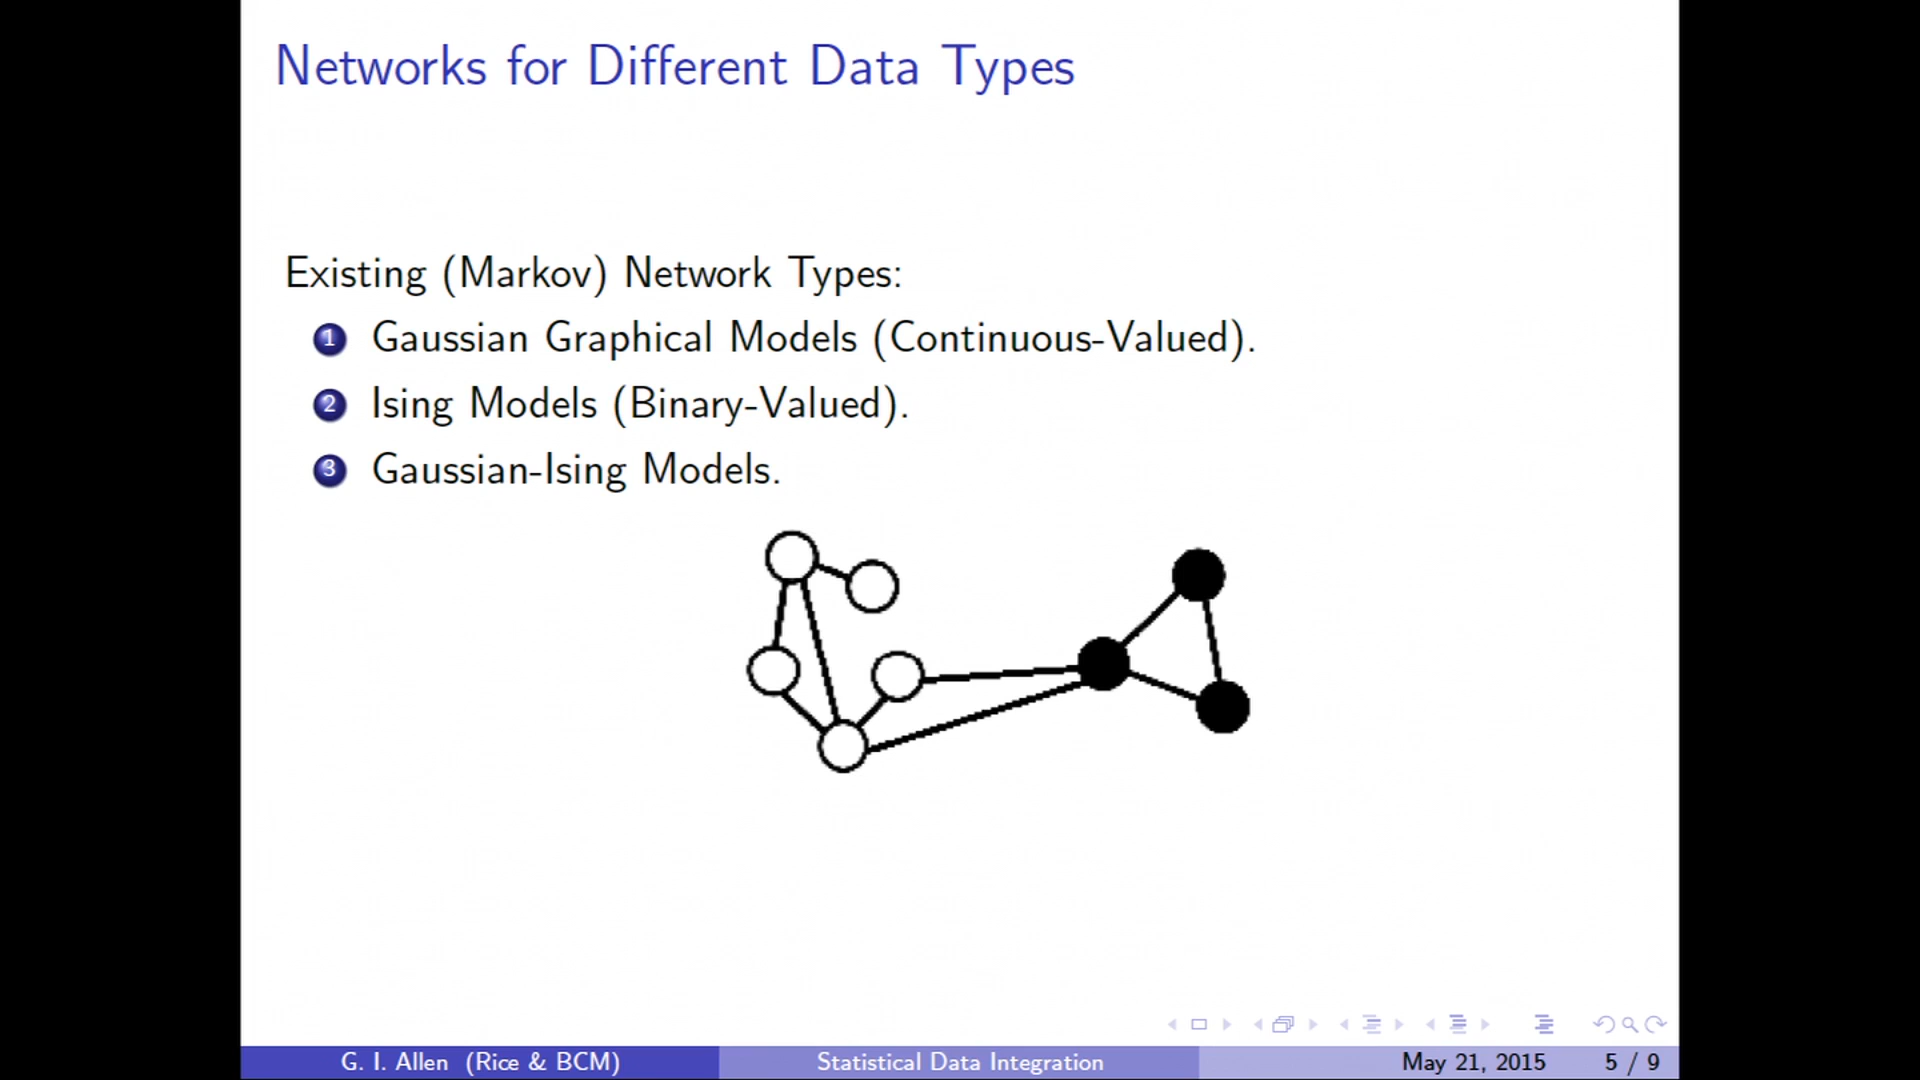 Networks for Different Data Types
Existing (Markov) Network Types:
1 Gaussian Graphical Models (Continuous-Valued).
2 Ising Models (Binary-Valued).
3 Gaussian-Ising Models.
G. I. Allen (Rice & BCM) Statistical Data Integration May 21, 2015 5 / 9